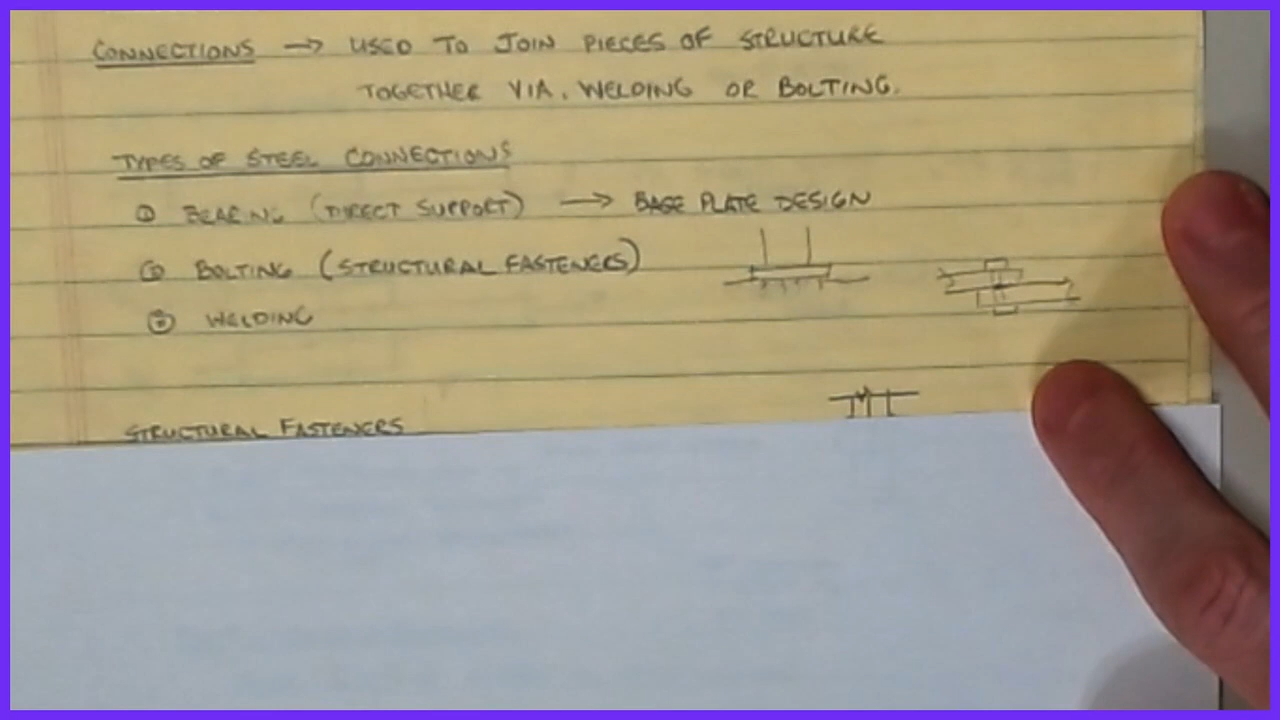 CONNECTIONS → USED TO JOIN PIECES OF STRUCTURE
TOGETHER VIA. WELDING OR BOLTING.
TYPES OF STEEL CONNECTIONS
① BEARING (DIRECT SUPPORT) → BASE PLATE DESIGN
② BOLTING (STRUCTURAL FASTENERS)
③ WELDING
STRUCTURAL FASTENERS